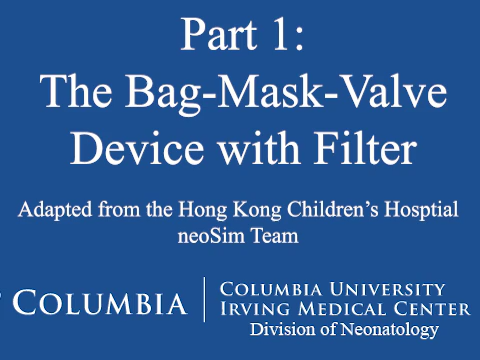 Part 1:
The Bag-Mask-Valve
Device with Filter
Adapted from the Hong Kong Children's Hosptial
neoSim Team
COLUMBIA
COLUMBIA UNIVERSITY
IRVING MEDICAL CENTER
Division of Neonatology